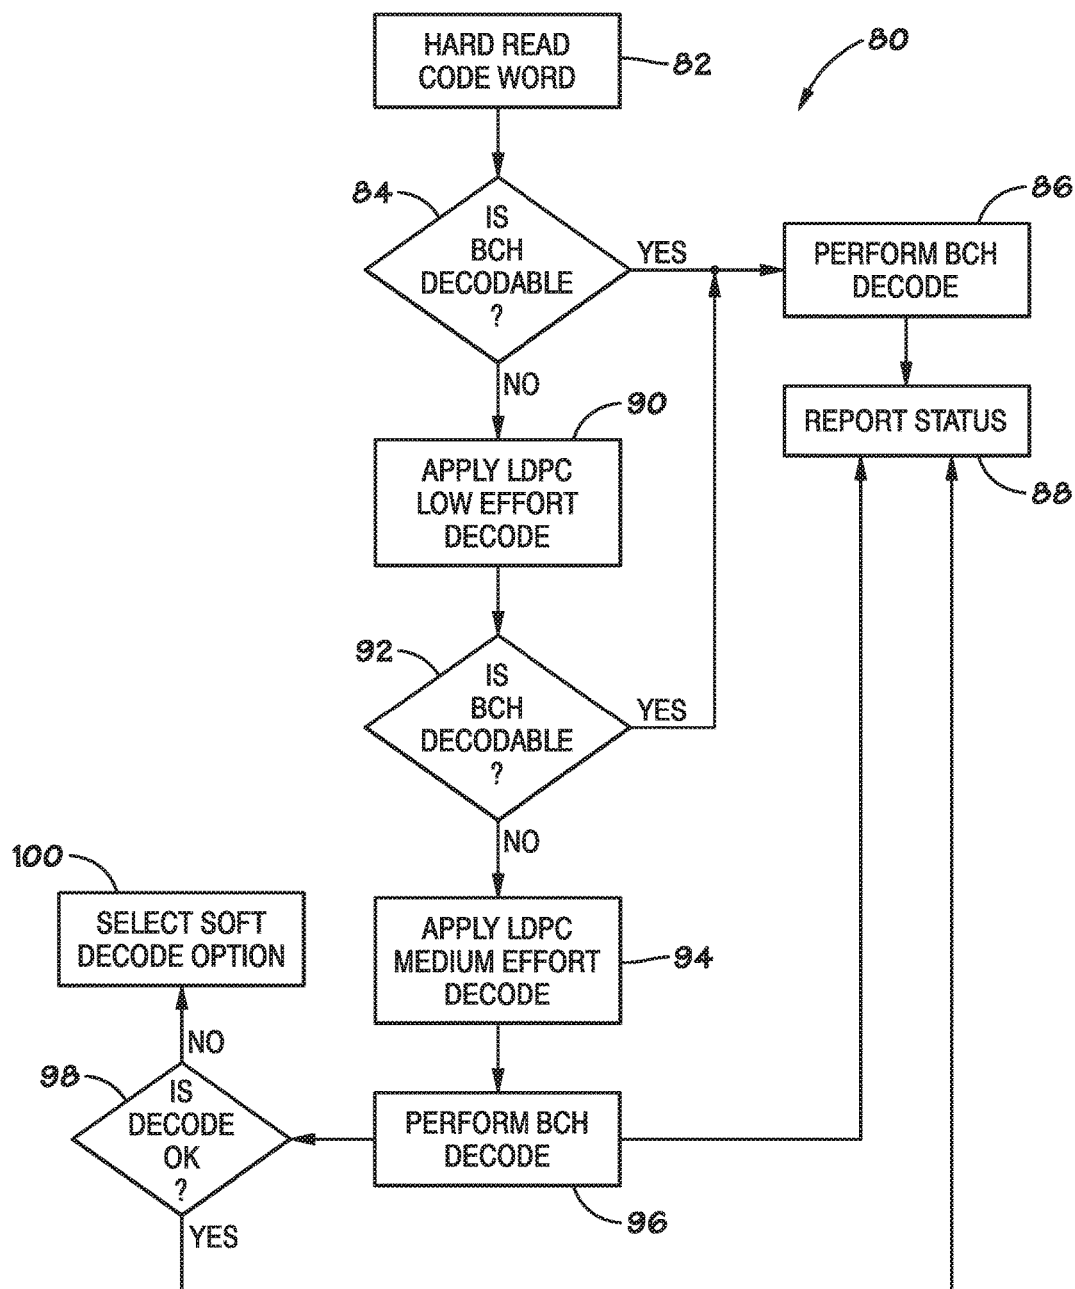 HARD READ
CODE WORD
82
80
84
IS
BCH
DECODABLE
?
YES
NO
86
PERFORM BCH
DECODE
REPORT STATUS
88
90
APPLY LDPC
LOW EFFORT
DECODE
92
IS
BCH
DECODABLE
?
YES
NO
94
APPLY LDPC
MEDIUM EFFORT
DECODE
PERFORM BCH
DECODE
96
98
IS
DECODE
OK
?
NO
YES
100
SELECT SOFT
DECODE OPTION